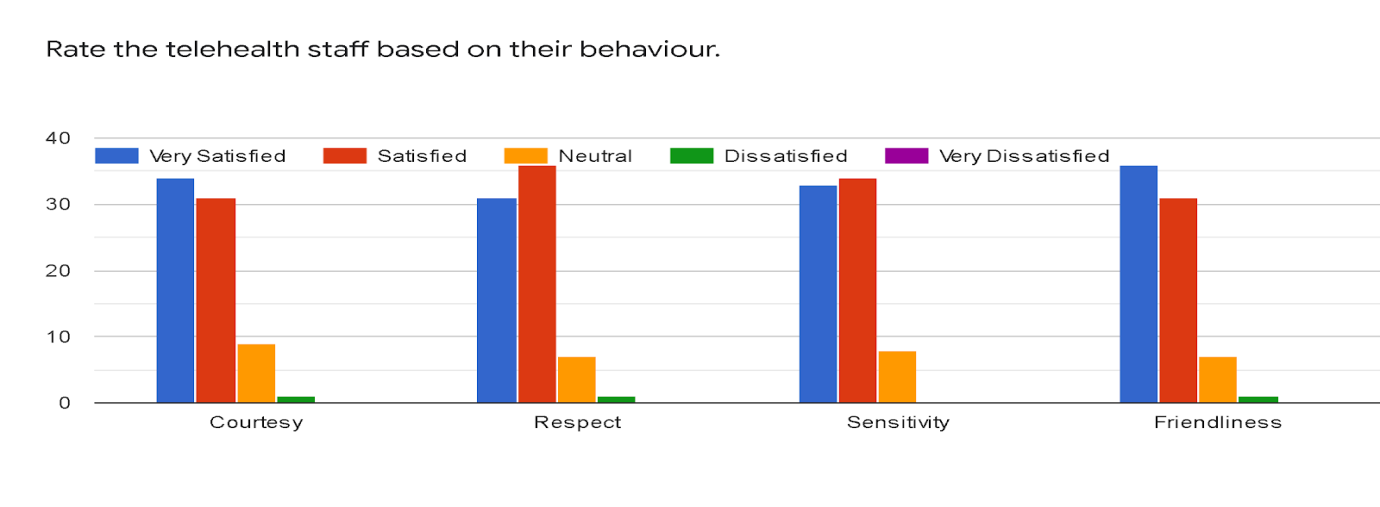 Rate the telehealth staff based on their behaviour.
40
Very Satisfied Satisfied Neutral Dissatisfied Very Dissatisfied
30
20
10
0
Courtesy Respect Sensitivity Friendliness